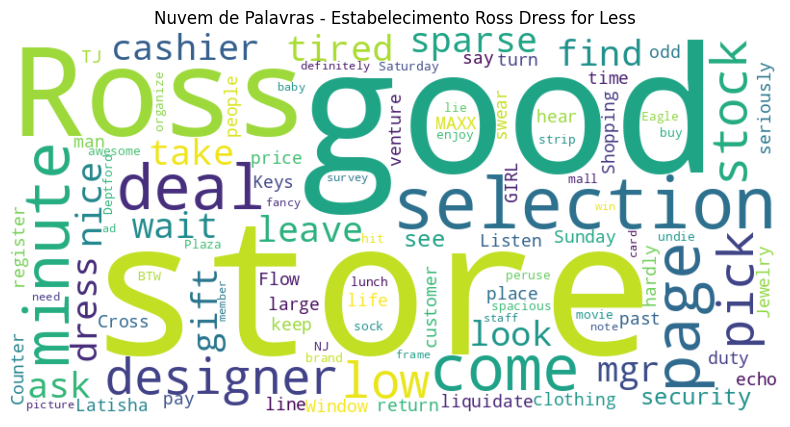 Nuvem de Palavras - Estabelecimento Ross Dress for Less
Ross
good
store
TJ
cashier
tired
sparse
find
odd
stock
seriously
definitely
Saturday
say
turn
time
organize
people
baby
venture
lie
MAXX
enjoy
swear
hear
strip
Shopping
Eagle
buy
man
awesome
take
price
minute
nice
Deptford
deal
Keys
survey
fancy
selection
GIRL
mall
win
card
undie
register
ad
wait
Plaza
leave
hit
see
Listen
Sunday
hardly
page
pick
Jewelry
need
dress
BTW
gift
member
Flow
large
keep
lunch
life
sock
customer
place
spacious
staff
peruse
movie
note
past
Cross
look
NJ
brand
frame
Counter
ask
designer
low
come
mgr
duty
echo
picture
Latisha
pay
line
Window
return
liquidate
clothing
security